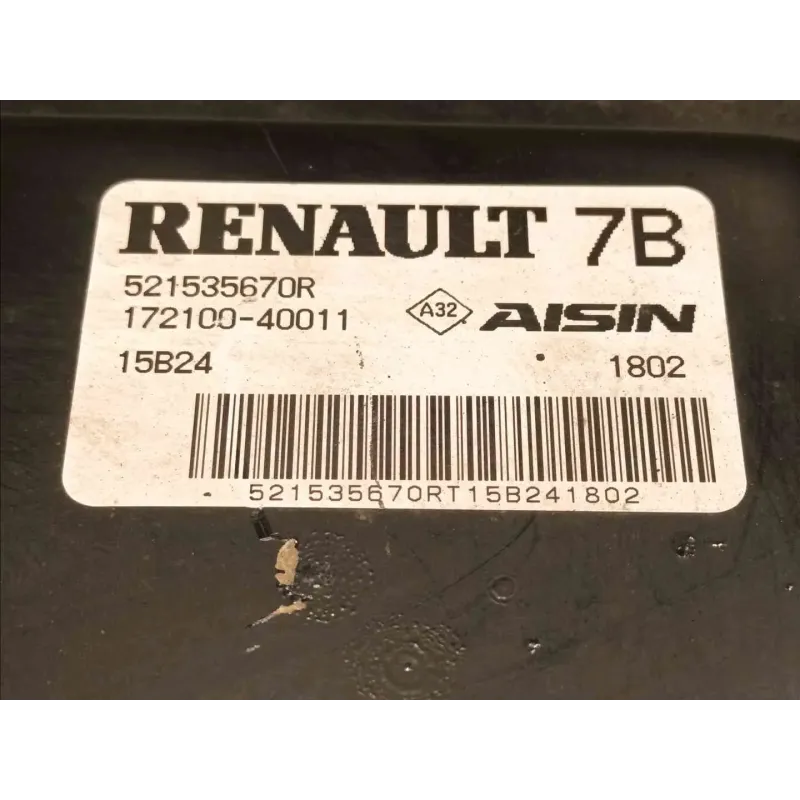 RENAULT 7B
521535670R
172100-40011 A32 AISIN
15B24 1802
521535670RT15B241802